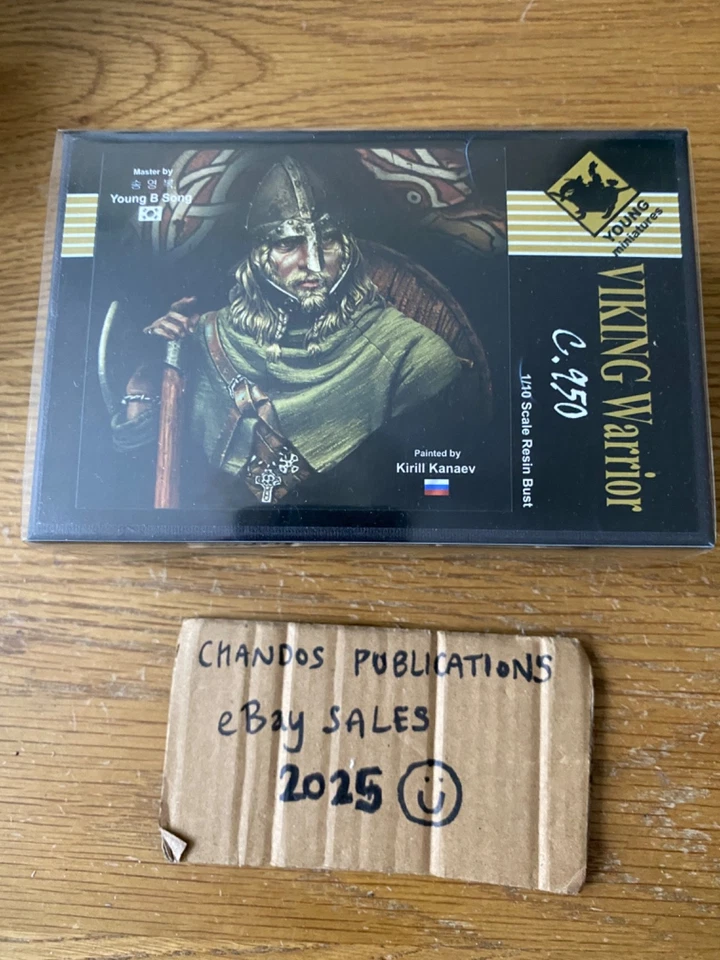 Master by
송 영 복
Young B Song
YOUNG
miniatures
VIKING Warrior
C.950
1/10 Scale Resin Bust
Painted by
Kirill Kanaev
CHANDOS PUBLICATIONS
eBay SALES
2025